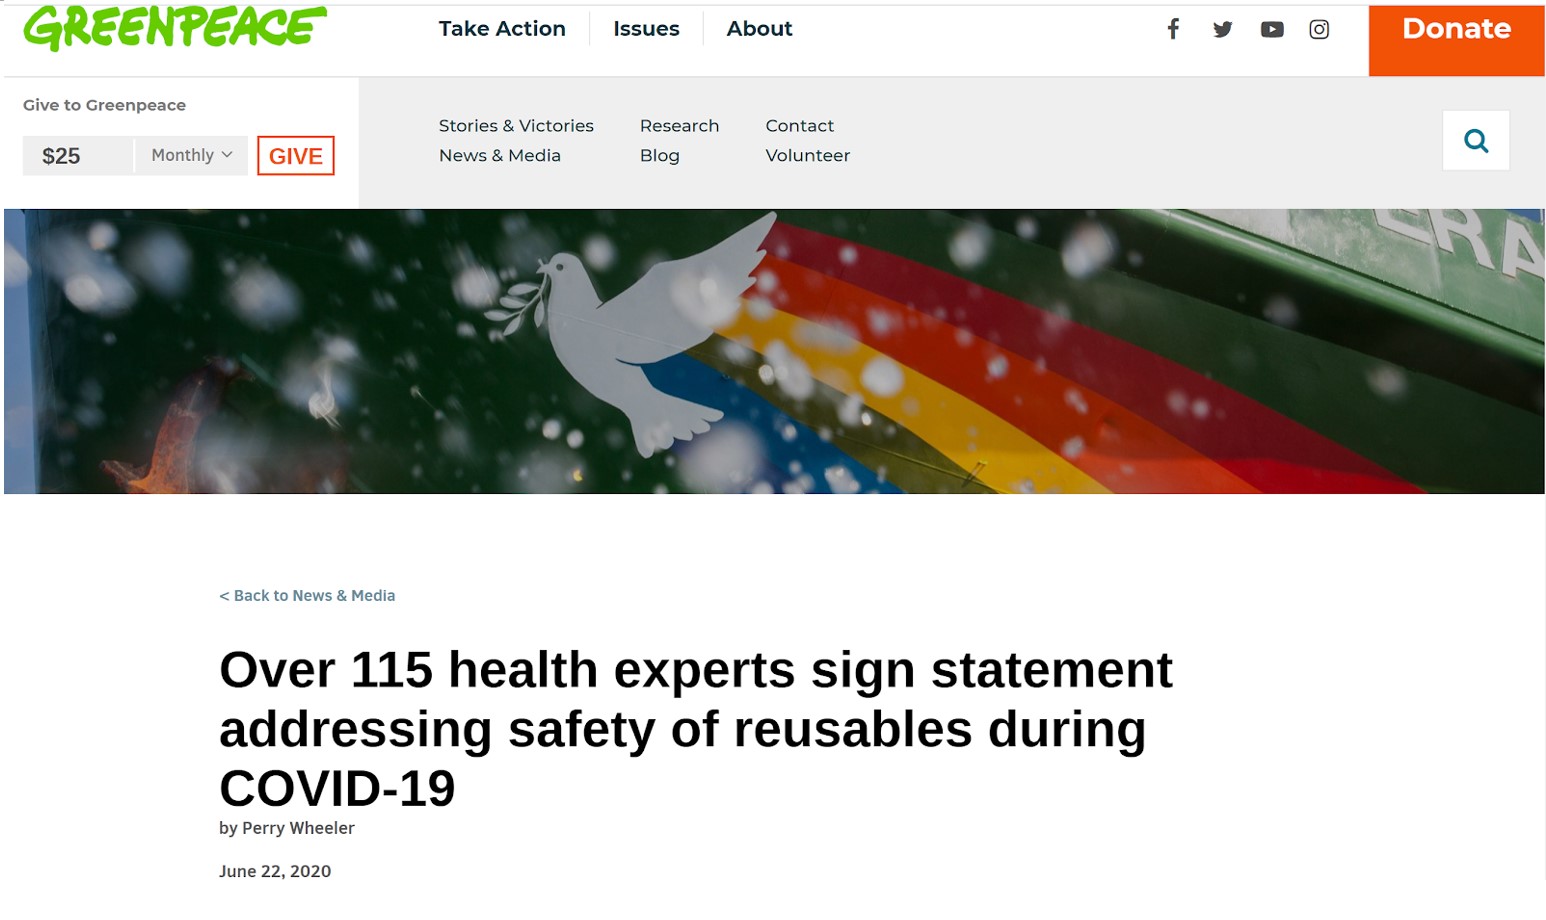 GREENPEACE
Take Action
Issues
About
Donate
Give to Greenpeace
$25
Monthly
GIVE
Stories & Victories
Research
Contact
News & Media
Blog
Volunteer
ERA
< Back to News & Media
Over 115 health experts sign statement
addressing safety of reusables during
COVID-19
by Perry Wheeler
June 22, 2020